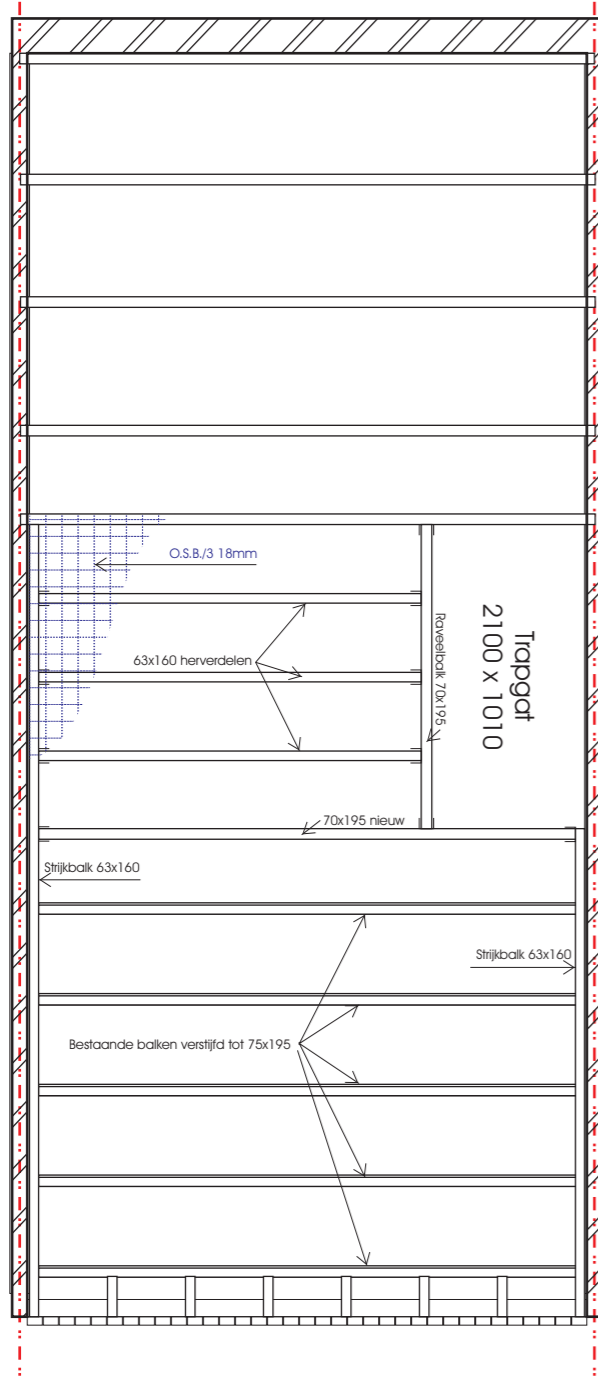 O.S.B./3 18mm
Trapgat
2100 x 1010
Raveelbalk 70x195
63x160 herverdelen
70x195 nieuw
Strijkbalk 63x160
Strijkbalk 63x160
Bestaande balken verstijfd tot 75x195